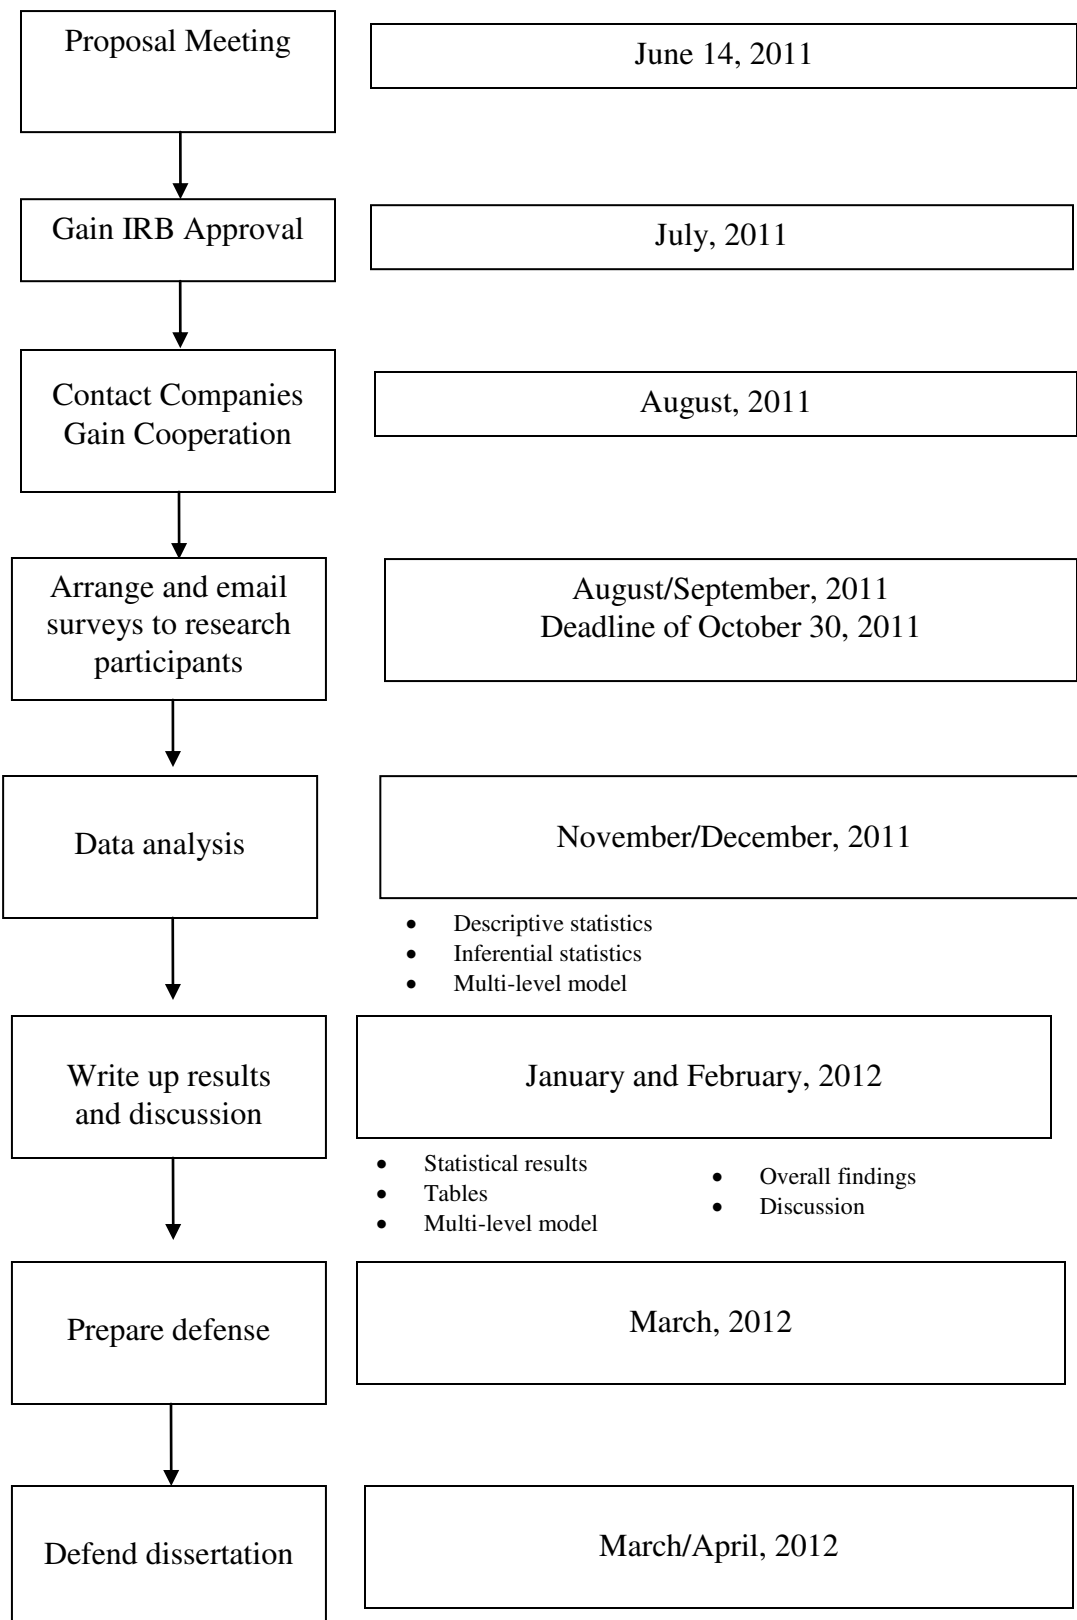 Proposal Meeting
June 14, 2011
Gain IRB Approval
July, 2011
Contact Companies
Gain Cooperation
August, 2011
Arrange and email
surveys to research
participants
August/September, 2011
Deadline of October 30, 2011
Data analysis
November/December, 2011
• Descriptive statistics
• Inferential statistics
• Multi-level model
Write up results
and discussion
January and February, 2012
• Statistical results
• Tables
• Multi-level model
• Overall findings
• Discussion
Prepare defense
March, 2012
Defend dissertation
March/April, 2012